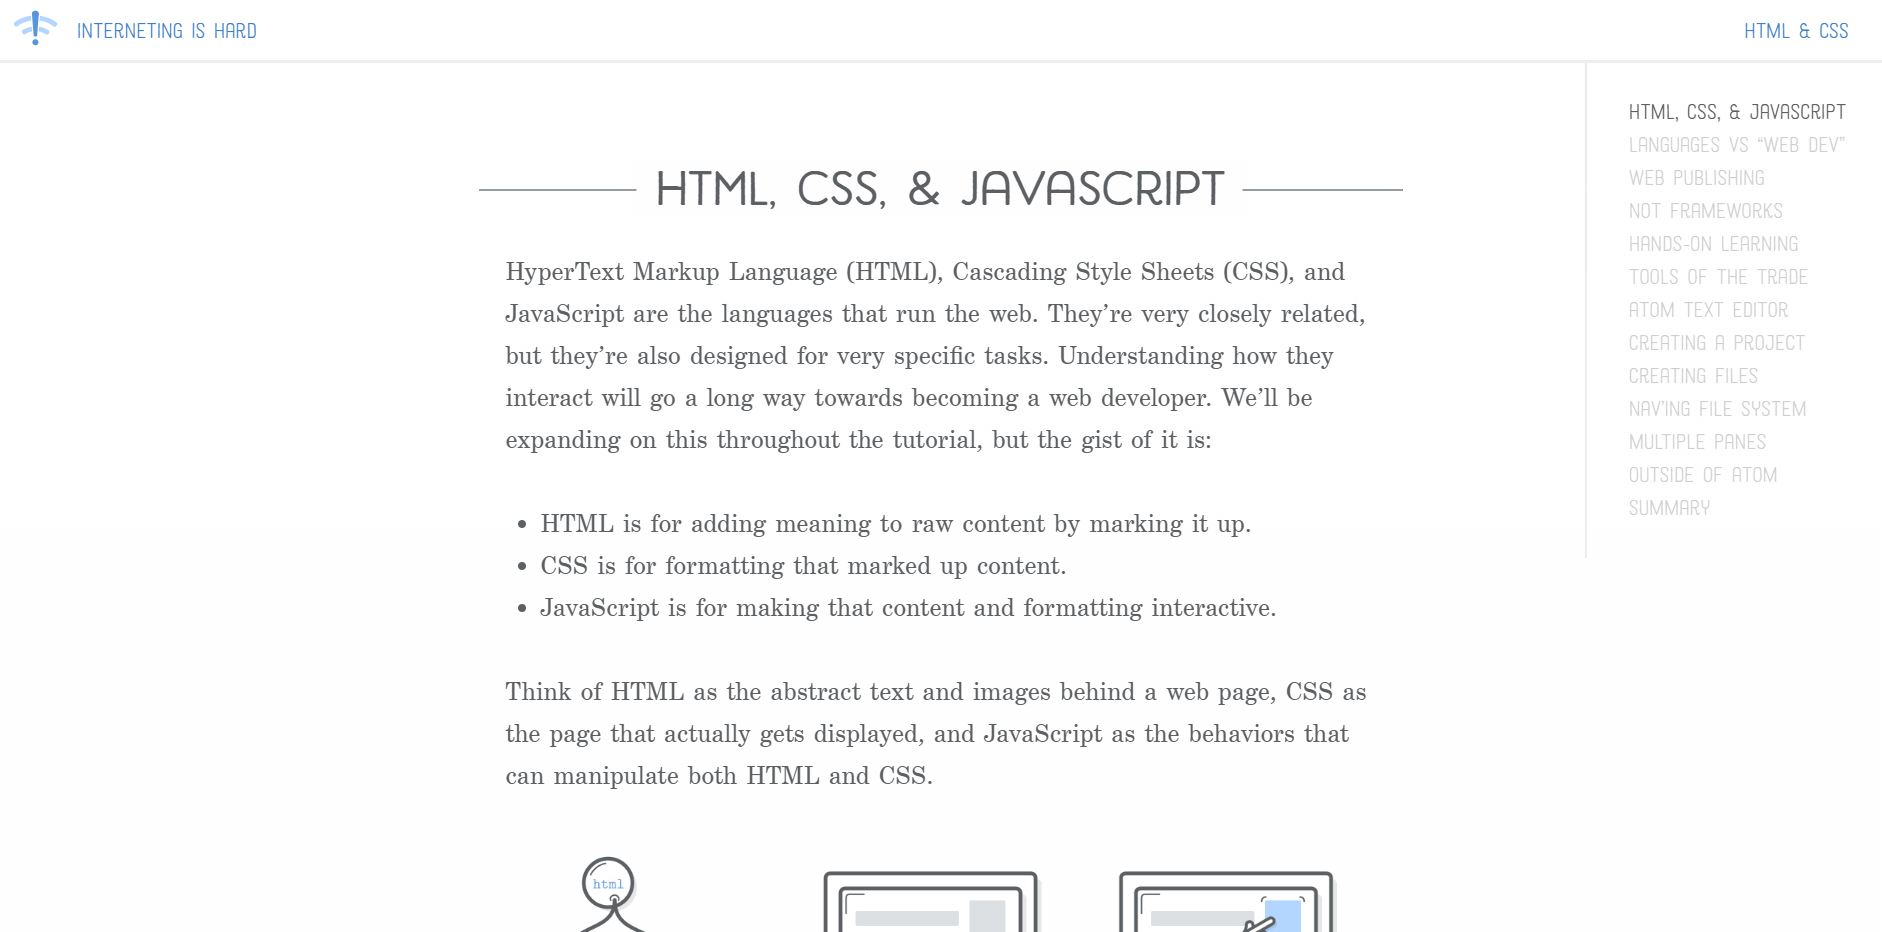 INTERNETING IS HARD
HTML & CSS
HTML, CSS, & JAVASCRIPT
LANGUAGES VS “WEB DEV”
WEB PUBLISHING
NOT FRAMEWORKS
HANDS-ON LEARNING
TOOLS OF THE TRADE
ATOM TEXT EDITOR
CREATING A PROJECT
CREATING FILES
NAV’ING FILE SYSTEM
MULTIPLE PANES
OUTSIDE OF ATOM
SUMMARY
HTML, CSS, & JAVASCRIPT
HyperText Markup Language (HTML), Cascading Style Sheets (CSS), and
JavaScript are the languages that run the web. They’re very closely related,
but they’re also designed for very specific tasks. Understanding how they
interact will go a long way towards becoming a web developer. We’ll be
expanding on this throughout the tutorial, but the gist of it is:
• HTML is for adding meaning to raw content by marking it up.
• CSS is for formatting that marked up content.
• JavaScript is for making that content and formatting interactive.
Think of HTML as the abstract text and images behind a web page, CSS as
the page that actually gets displayed, and JavaScript as the behaviors that
can manipulate both HTML and CSS.
html